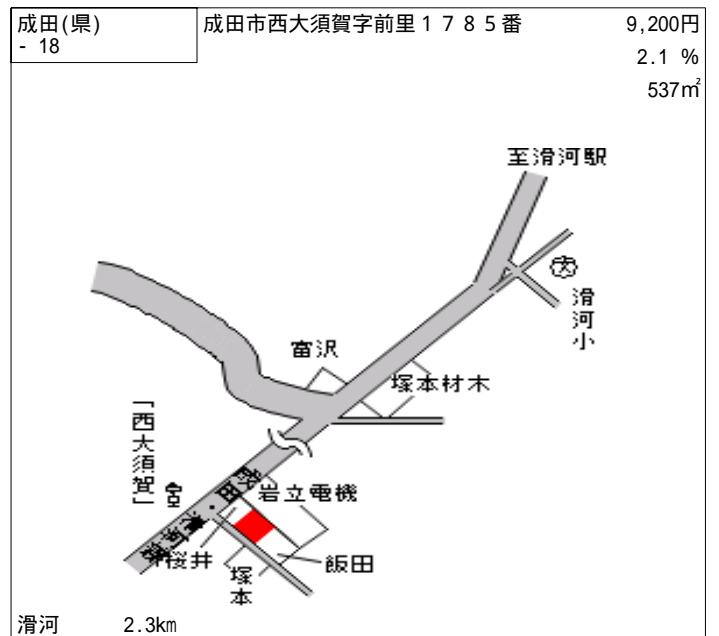 成田(県)
- 18
成田市西大須賀字前里１７８５番
9,200円
2.1 %
537㎡
至滑河駅
滑河小
富沢
塚本材木
「西大須賀」
岩立電機
桜井
塚本
飯田
滑河 2.3km